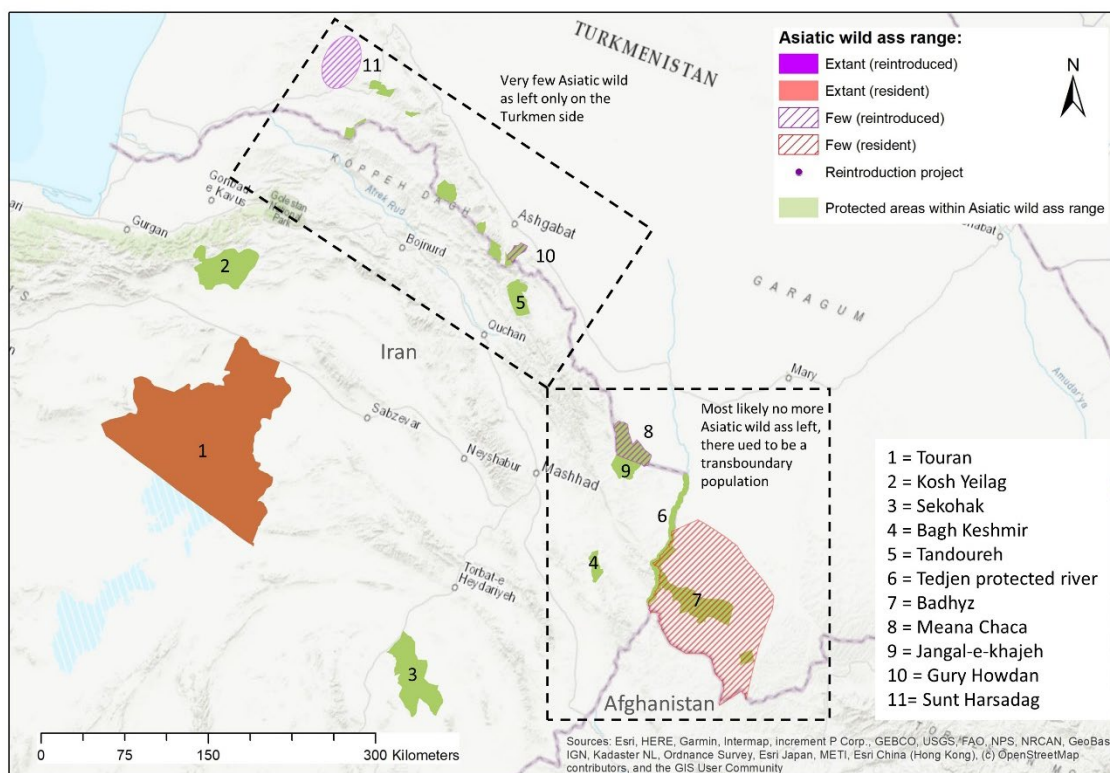 TURKMENISTAN
11
Very few Asiatic wild
as left only on the
Turkmen side
Asiatic wild ass range:
Extant (reintroduced)
Extant (resident)
Few (reintroduced)
Few (resident)
Reintroduction project
Protected areas within Asiatic wild ass range
N
KOPPEH DAGH
Atrek Rud
Gonbad
e Kavus
Golestan
National
Park
Gurgan
Bojnurd
Ashgabat
10
2
5
Quchan
GARAGUM
Iran
Mary
Amudarya
Sabzevar
Neyshabur
Mashhad
1
Most likely no more
Asiatic wild ass left,
there ued to be a
transboundary
population
8
9
6
4
7
Torbat-e
Heydariyeh
3
Afghanistan
1 = Touran
2 = Kosh Yeilag
3 = Sekohak
4 = Bagh Keshmir
5 = Tandoureh
6 = Tedjen protected river
7 = Badhyz
8 = Meana Chaca
9 = Jangal-e-khajeh
10 = Gury Howdan
11= Sunt Harsadag
0 75 150 300 Kilometers
Sources: Esri, HERE, Garmin, Intermap, increment P Corp., GEBCO, USGS, FAO, NPS, NRCAN, GeoBas
IGN, Kadaster NL, Ordnance Survey, Esri Japan, METI, Esri China (Hong Kong), (c) OpenStreetMap
contributors, and the GIS User Community